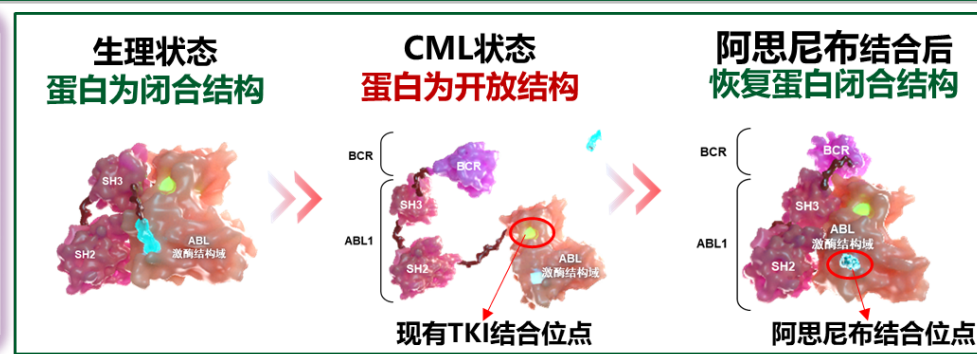 生理状态
蛋白为闭合结构
SH3
SH2
ABL
激酶结构域
CML状态
蛋白为开放结构
BCR
BCR
SH3
ABL1
SH2
ABL
激酶结构域
现有TKI结合位点
阿思尼布结合后
恢复蛋白闭合结构
BCR
BCR
SH3
ABL1
ABL
激酶结构域
SH2
阿思尼布结合位点